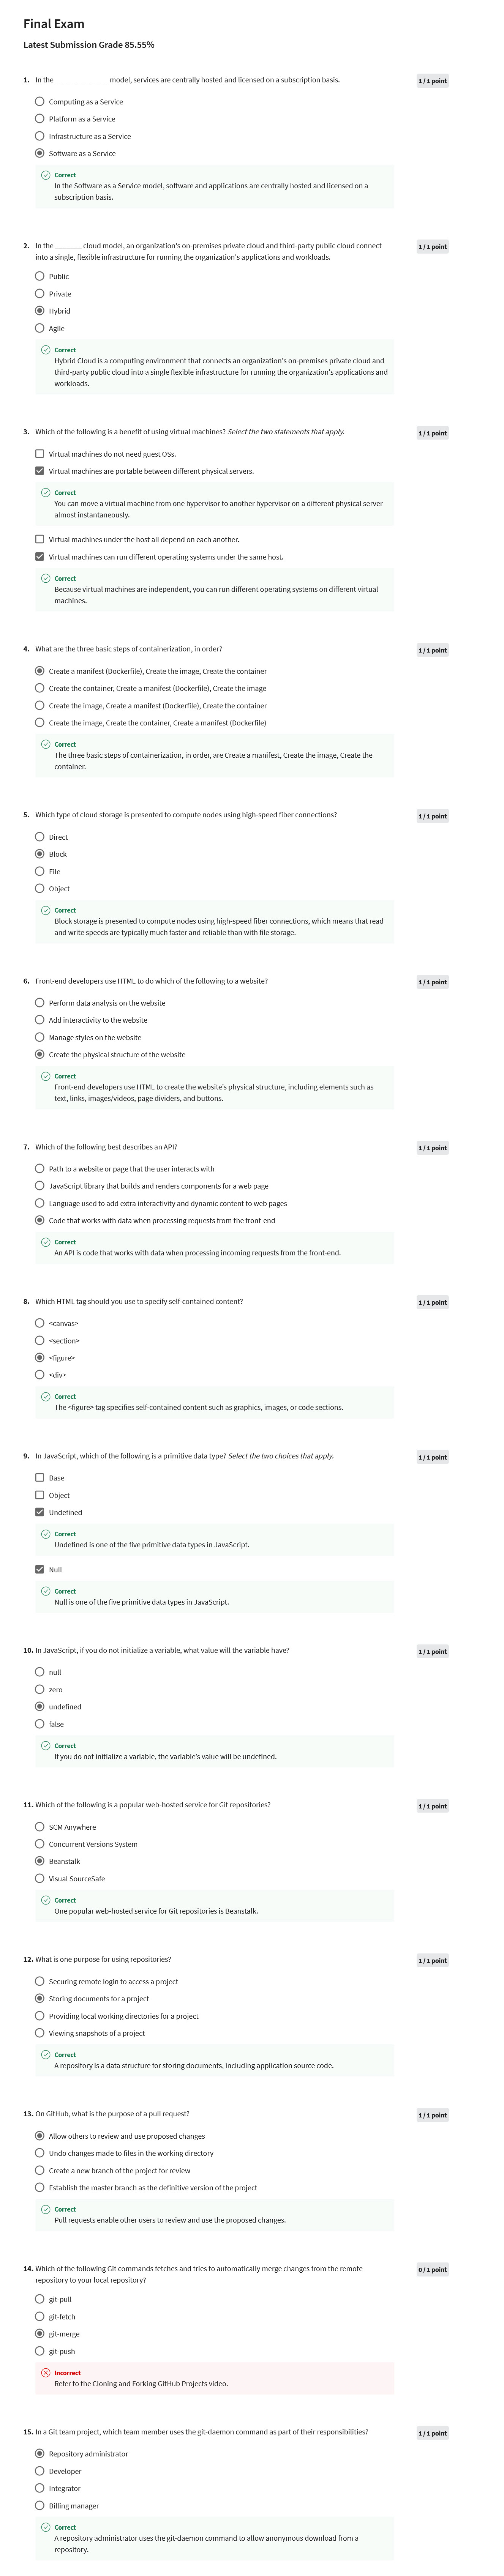 Final Exam
Latest Submission Grade 85.55%
1. In the ______________ model, services are centrally hosted and licensed on a subscription basis.
1 / 1 point
Computing as a Service
Platform as a Service
Infrastructure as a Service
Software as a Service
Correct
In the Software as a Service model, software and applications are centrally hosted and licensed on a
subscription basis.
2. In the _______ cloud model, an organization's on-premises private cloud and third-party public cloud connect
into a single, flexible infrastructure for running the organization's applications and workloads.
1 / 1 point
Public
Private
Hybrid
Agile
Correct
Hybrid Cloud is a computing environment that connects an organization's on-premises private cloud and
third-party public cloud into a single flexible infrastructure for running the organization's applications and
workloads.
3. Which of the following is a benefit of using virtual machines? Select the two statements that apply.
1 / 1 point
Virtual machines do not need guest OSs.
Virtual machines are portable between different physical servers.
Correct
You can move a virtual machine from one hypervisor to another hypervisor on a different physical server
almost instantaneously.
Virtual machines under the host all depend on each another.
Virtual machines can run different operating systems under the same host.
Correct
Because virtual machines are independent, you can run different operating systems on different virtual
machines.
4. What are the three basic steps of containerization, in order?
1 / 1 point
Create a manifest (Dockerfile), Create the image, Create the container
Create the container, Create a manifest (Dockerfile), Create the image
Create the image, Create a manifest (Dockerfile), Create the container
Create the image, Create the container, Create a manifest (Dockerfile)
Correct
The three basic steps of containerization, in order, are Create a manifest, Create the image, Create the
container.
5. Which type of cloud storage is presented to compute nodes using high-speed fiber connections?
1 / 1 point
Direct
Block
File
Object
Correct
Block storage is presented to compute nodes using high-speed fiber connections, which means that read
and write speeds are typically much faster and reliable than with file storage.
6. Front-end developers use HTML to do which of the following to a website?
1 / 1 point
Perform data analysis on the website
Add interactivity to the website
Manage styles on the website
Create the physical structure of the website
Correct
Front-end developers use HTML to create the website's physical structure, including elements such as
text, links, images/videos, page dividers, and buttons.
7. Which of the following best describes an API?
1 / 1 point
Path to a website or page that the user interacts with
JavaScript library that builds and renders components for a web page
Language used to add extra interactivity and dynamic content to web pages
Code that works with data when processing requests from the front-end
Correct
An API is code that works with data when processing incoming requests from the front-end.
8. Which HTML tag should you use to specify self-contained content?
1 / 1 point
<canvas>
<section>
<figure>
<div>
Correct
The <figure> tag specifies self-contained content such as graphics, images, or code sections.
9. In JavaScript, which of the following is a primitive data type? Select the two choices that apply.
1 / 1 point
Base
Object
Undefined
Correct
Undefined is one of the five primitive data types in JavaScript.
Null
Correct
Null is one of the five primitive data types in JavaScript.
10. In JavaScript, if you do not initialize a variable, what value will the variable have?
1 / 1 point
null
zero
undefined
false
Correct
If you do not initialize a variable, the variable's value will be undefined.
11. Which of the following is a popular web-hosted service for Git repositories?
1 / 1 point
SCM Anywhere
Concurrent Versions System
Beanstalk
Visual SourceSafe
Correct
One popular web-hosted service for Git repositories is Beanstalk.
12. What is one purpose for using repositories?
1 / 1 point
Securing remote login to access a project
Storing documents for a project
Providing local working directories for a project
Viewing snapshots of a project
Correct
A repository is a data structure for storing documents, including application source code.
13. On GitHub, what is the purpose of a pull request?
1 / 1 point
Allow others to review and use proposed changes
Undo changes made to files in the working directory
Create a new branch of the project for review
Establish the master branch as the definitive version of the project
Correct
Pull requests enable other users to review and use the proposed changes.
14. Which of the following Git commands fetches and tries to automatically merge changes from the remote
repository to your local repository?
0 / 1 point
git-pull
git-fetch
git-merge
git-push
Incorrect
Refer to the Cloning and Forking GitHub Projects video.
15. In a Git team project, which team member uses the git-daemon command as part of their responsibilities?
1 / 1 point
Repository administrator
Developer
Integrator
Billing manager
Correct
A repository administrator uses the git-daemon command to allow anonymous download from a
repository.